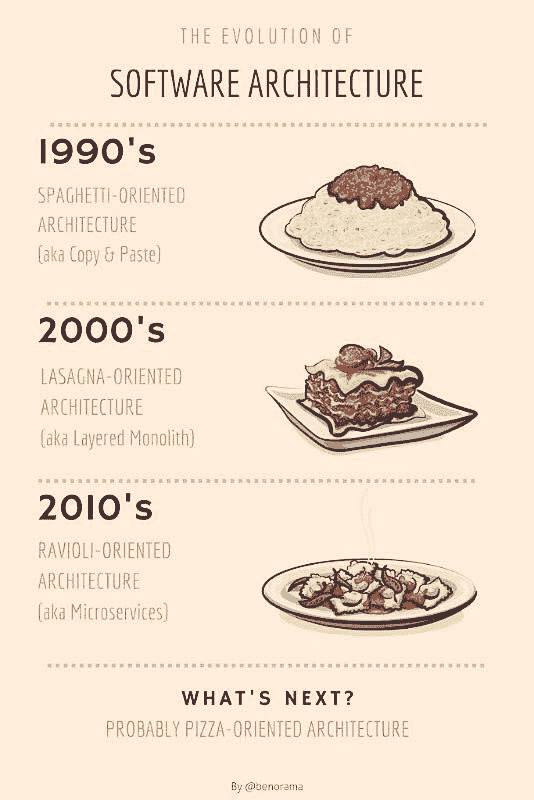 THE EVOLUTION OF
SOFTWARE ARCHITECTURE
1990's
SPAGHETTI-ORIENTED
ARCHITECTURE
(aka Copy & Paste)
2000's
LASAGNA-ORIENTED
ARCHITECTURE
(aka Layered Monolith)
2010's
RAVIOLI-ORIENTED
ARCHITECTURE
(aka Microservices)
WHAT'S NEXT?
PROBABLY PIZZA-ORIENTED ARCHITECTURE
By @benorama